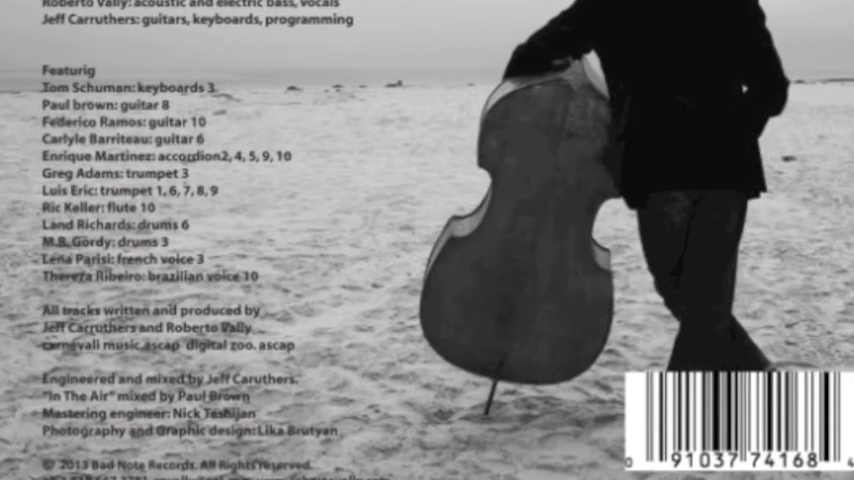 Roberto Vally: acoustic and electric bass, vocals
Jeff Carruthers: guitars, keyboards, programming
Featurig
Tom Schuman: keyboards 3
Paul brown: guitar 8
Federico Ramos: guitar 10
Carlyle Barriteau: guitar 6
Enrique Martinez: accordion2, 4, 5, 9, 10
Greg Adams: trumpet 3
Luis Eric: trumpet 1, 6, 7, 8, 9
Ric Keller: flute 10
Land Richards: drums 6
M.B. Gordy: drums 3
Lena Parisi: french voice 3
Thereza Ribeiro: brazilian voice 10
All tracks written and produced by
Jeff Carruthers and Roberto Vally
carnevall music.ascap digital zoo. ascap
Engineered and mixed by Jeff Caruthers.
"In The Air" mixed by Paul Brown
Mastering engineer: Nick Tashijan
Photography and Graphic design: Lika Brutyan
© 2013 Bad Note Records. All Rights reserved.
0 91037 74168 4